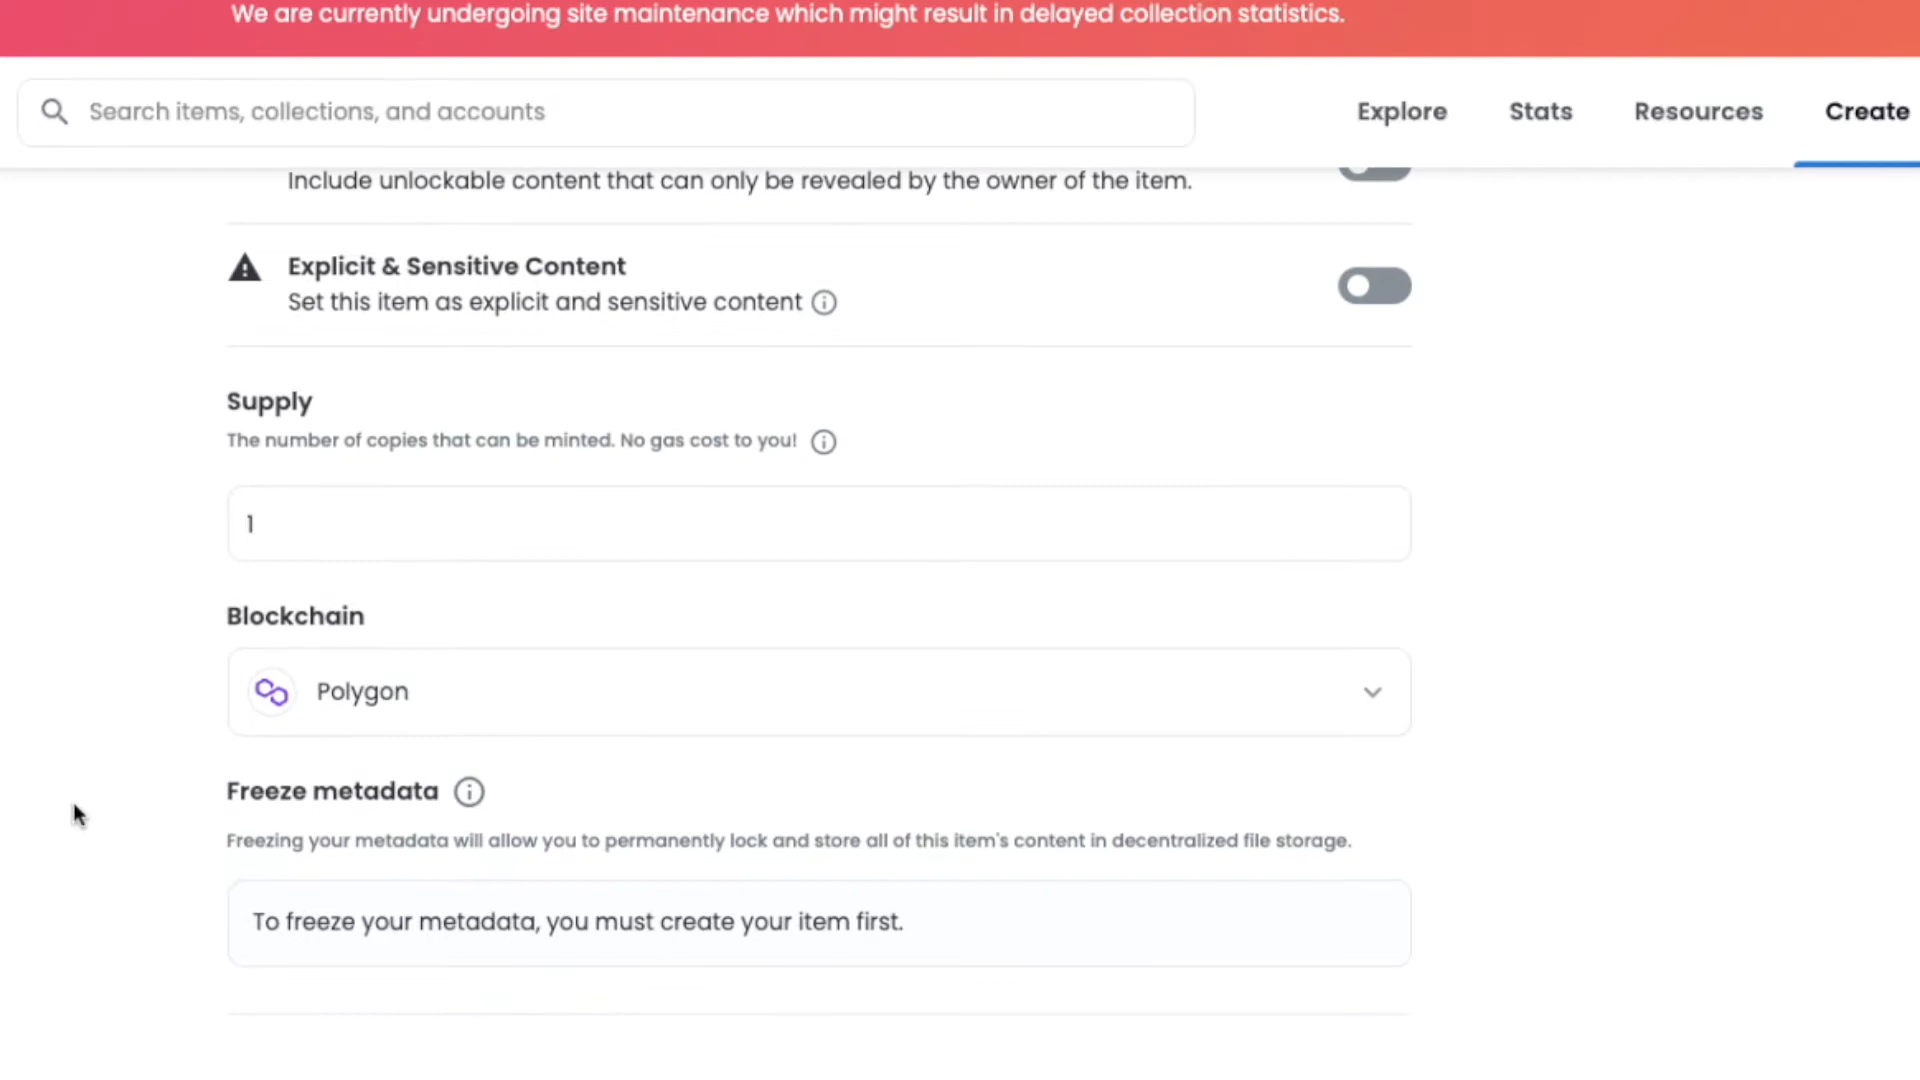 We are currently undergoing site maintenance which might result in delayed collection statistics.
Search items, collections, and accounts
Explore
Stats
Resources
Create
Include unlockable content that can only be revealed by the owner of the item.
Explicit & Sensitive Content
Set this item as explicit and sensitive content
Supply
The number of copies that can be minted. No gas cost to you!
1
Blockchain
Polygon
Freeze metadata
Freezing your metadata will allow you to permanently lock and store all of this item's content in decentralized file storage.
To freeze your metadata, you must create your item first.